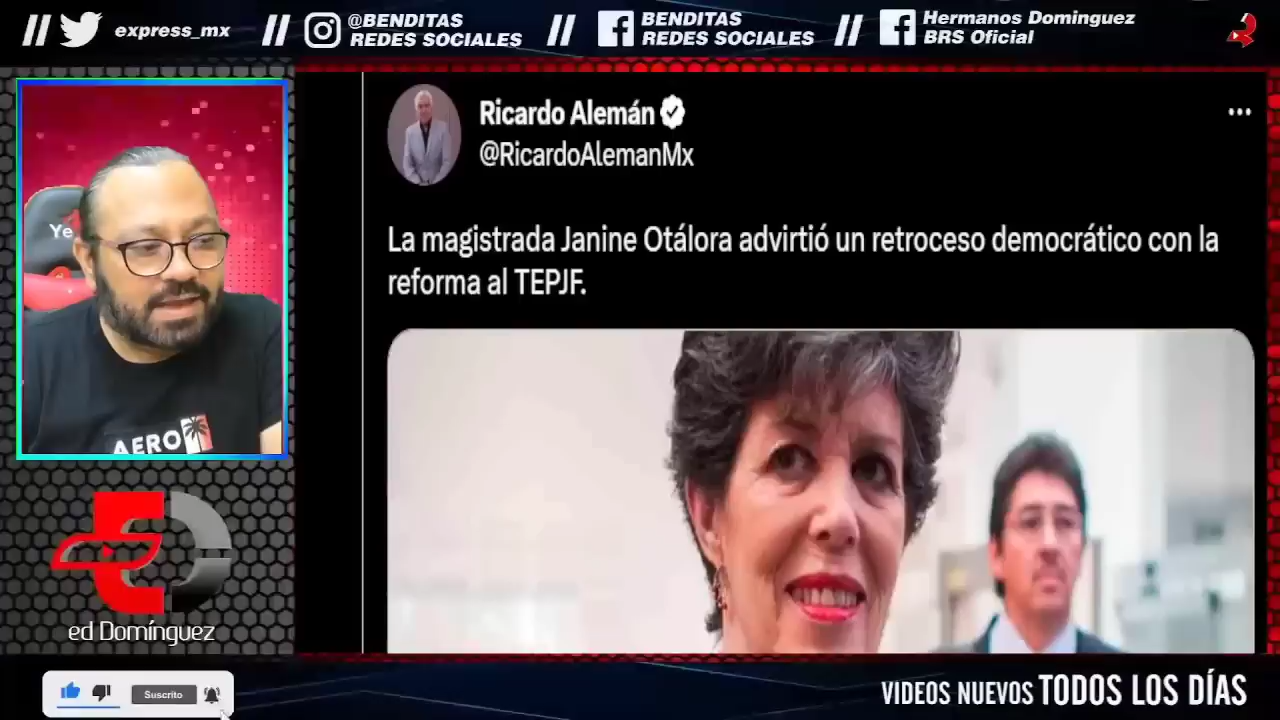 // express_mx // @BENDITAS REDES SOCIALES // BENDITAS REDES SOCIALES // Hermanos Dominguez BRS Oficial
Ricardo Alemán
@RicardoAlemanMx
La magistrada Janine Otálora advirtió un retroceso democrático con la
reforma al TEPJF.
Ye
AERO
ed Domínguez
Suscrito
VIDEOS NUEVOS TODOS LOS DÍAS